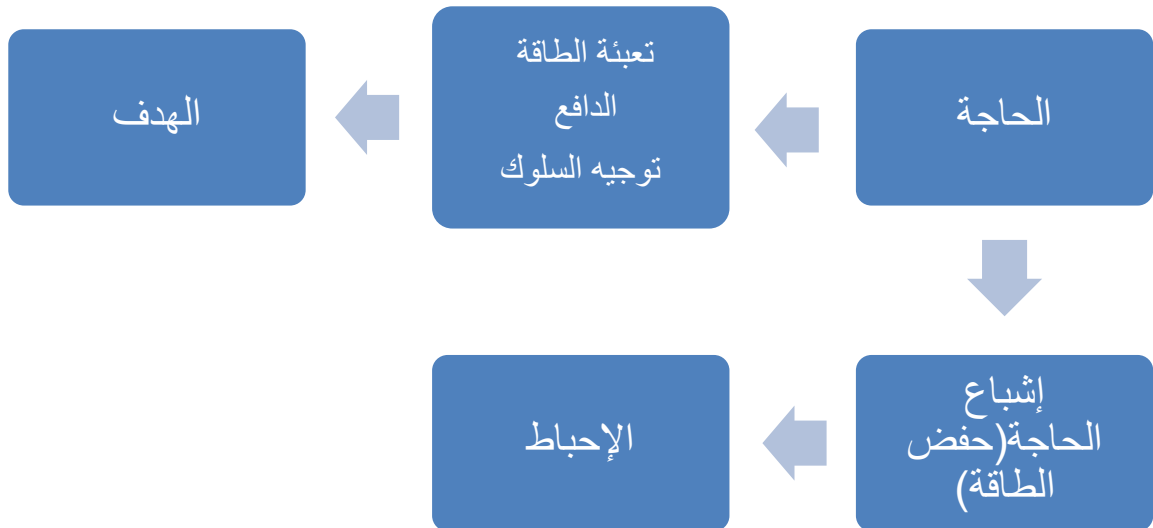 الحاجة
تعبئة الطاقة
الدافع
توجيه السلوك
الهدف
إشباع
الحاجة(حفض
الطاقة)
الإحباط